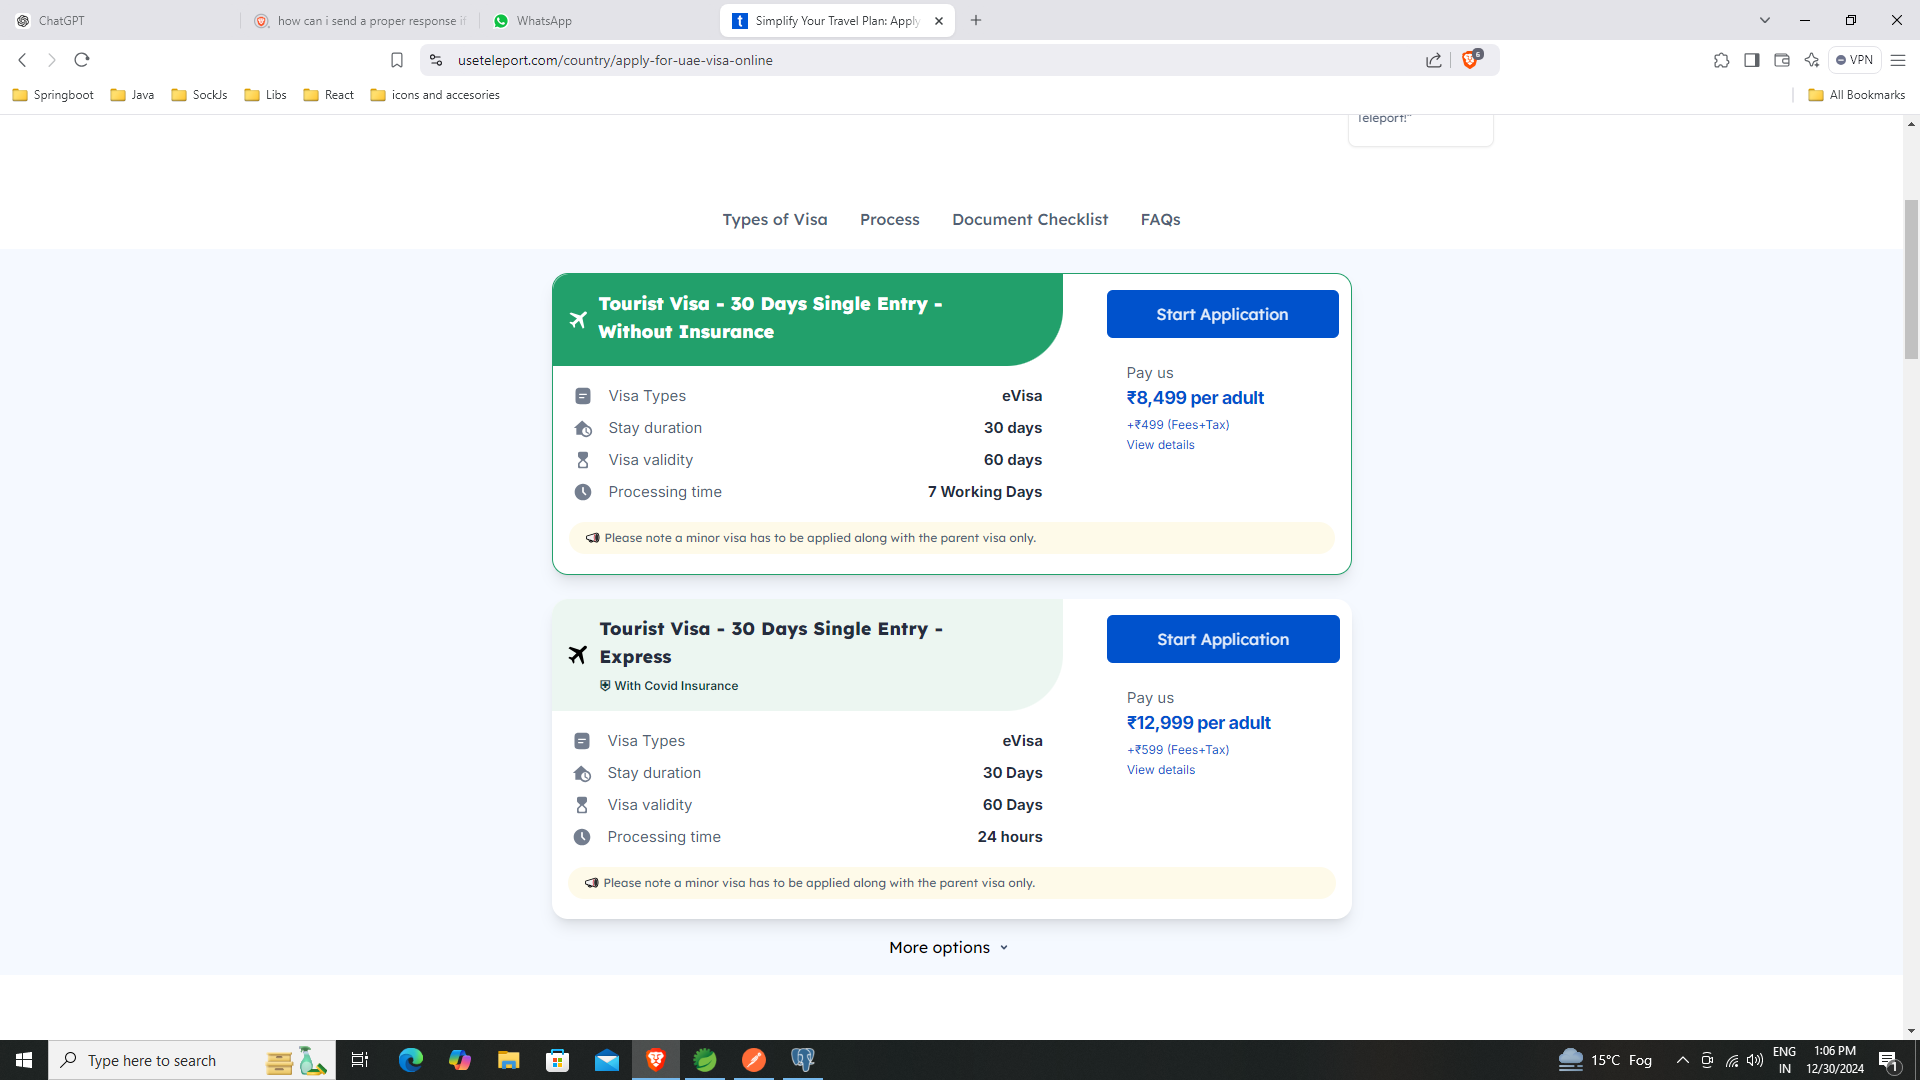 ChatGPT
how can i send a proper response if
WhatsApp
Simplify Your Travel Plan: Apply
useteleport.com/country/apply-for-uae-visa-online
6
VPN
Springboot
Java
SockJs
Libs
React
icons and accesories
All Bookmarks
Teleport!"
Types of Visa
Process
Document Checklist
FAQs
Tourist Visa - 30 Days Single Entry -
Without Insurance
Start Application
Visa Types
eVisa
Stay duration
30 days
Visa validity
60 days
Processing time
7 Working Days
Pay us
₹8,499 per adult
+₹499 (Fees+Tax)
View details
Please note a minor visa has to be applied along with the parent visa only.
Tourist Visa - 30 Days Single Entry -
Express
With Covid Insurance
Start Application
Visa Types
eVisa
Stay duration
30 Days
Visa validity
60 Days
Processing time
24 hours
Pay us
₹12,999 per adult
+₹599 (Fees+Tax)
View details
Please note a minor visa has to be applied along with the parent visa only.
More options
Type here to search
15°C Fog
ENG
IN
1:06 PM
12/30/2024
1